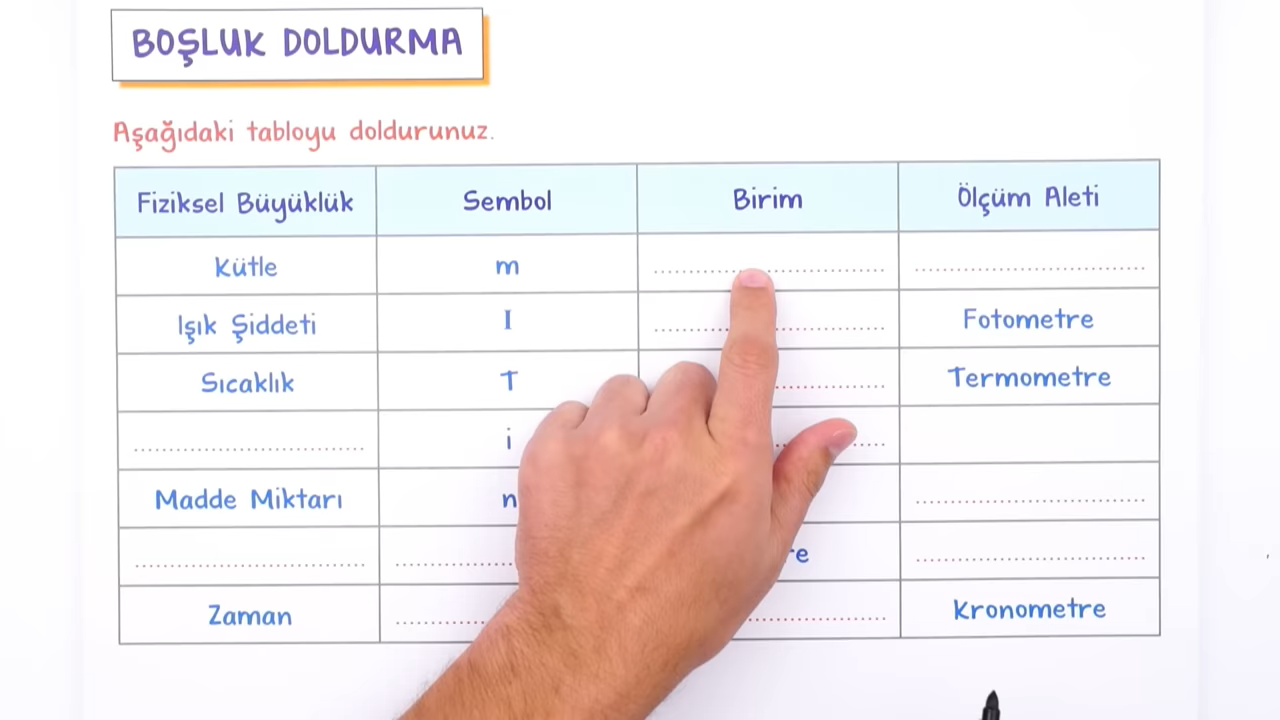 BOŞLUK DOLDURMA
Aşağıdaki tabloyu doldurunuz.
Fiziksel Büyüklük Sembol Birim Ölçüm Aleti
Kütle m
Işık Şiddeti I Fotometre
Sıcaklık T Termometre
i
Madde Miktarı n
re
Zaman Kronometre